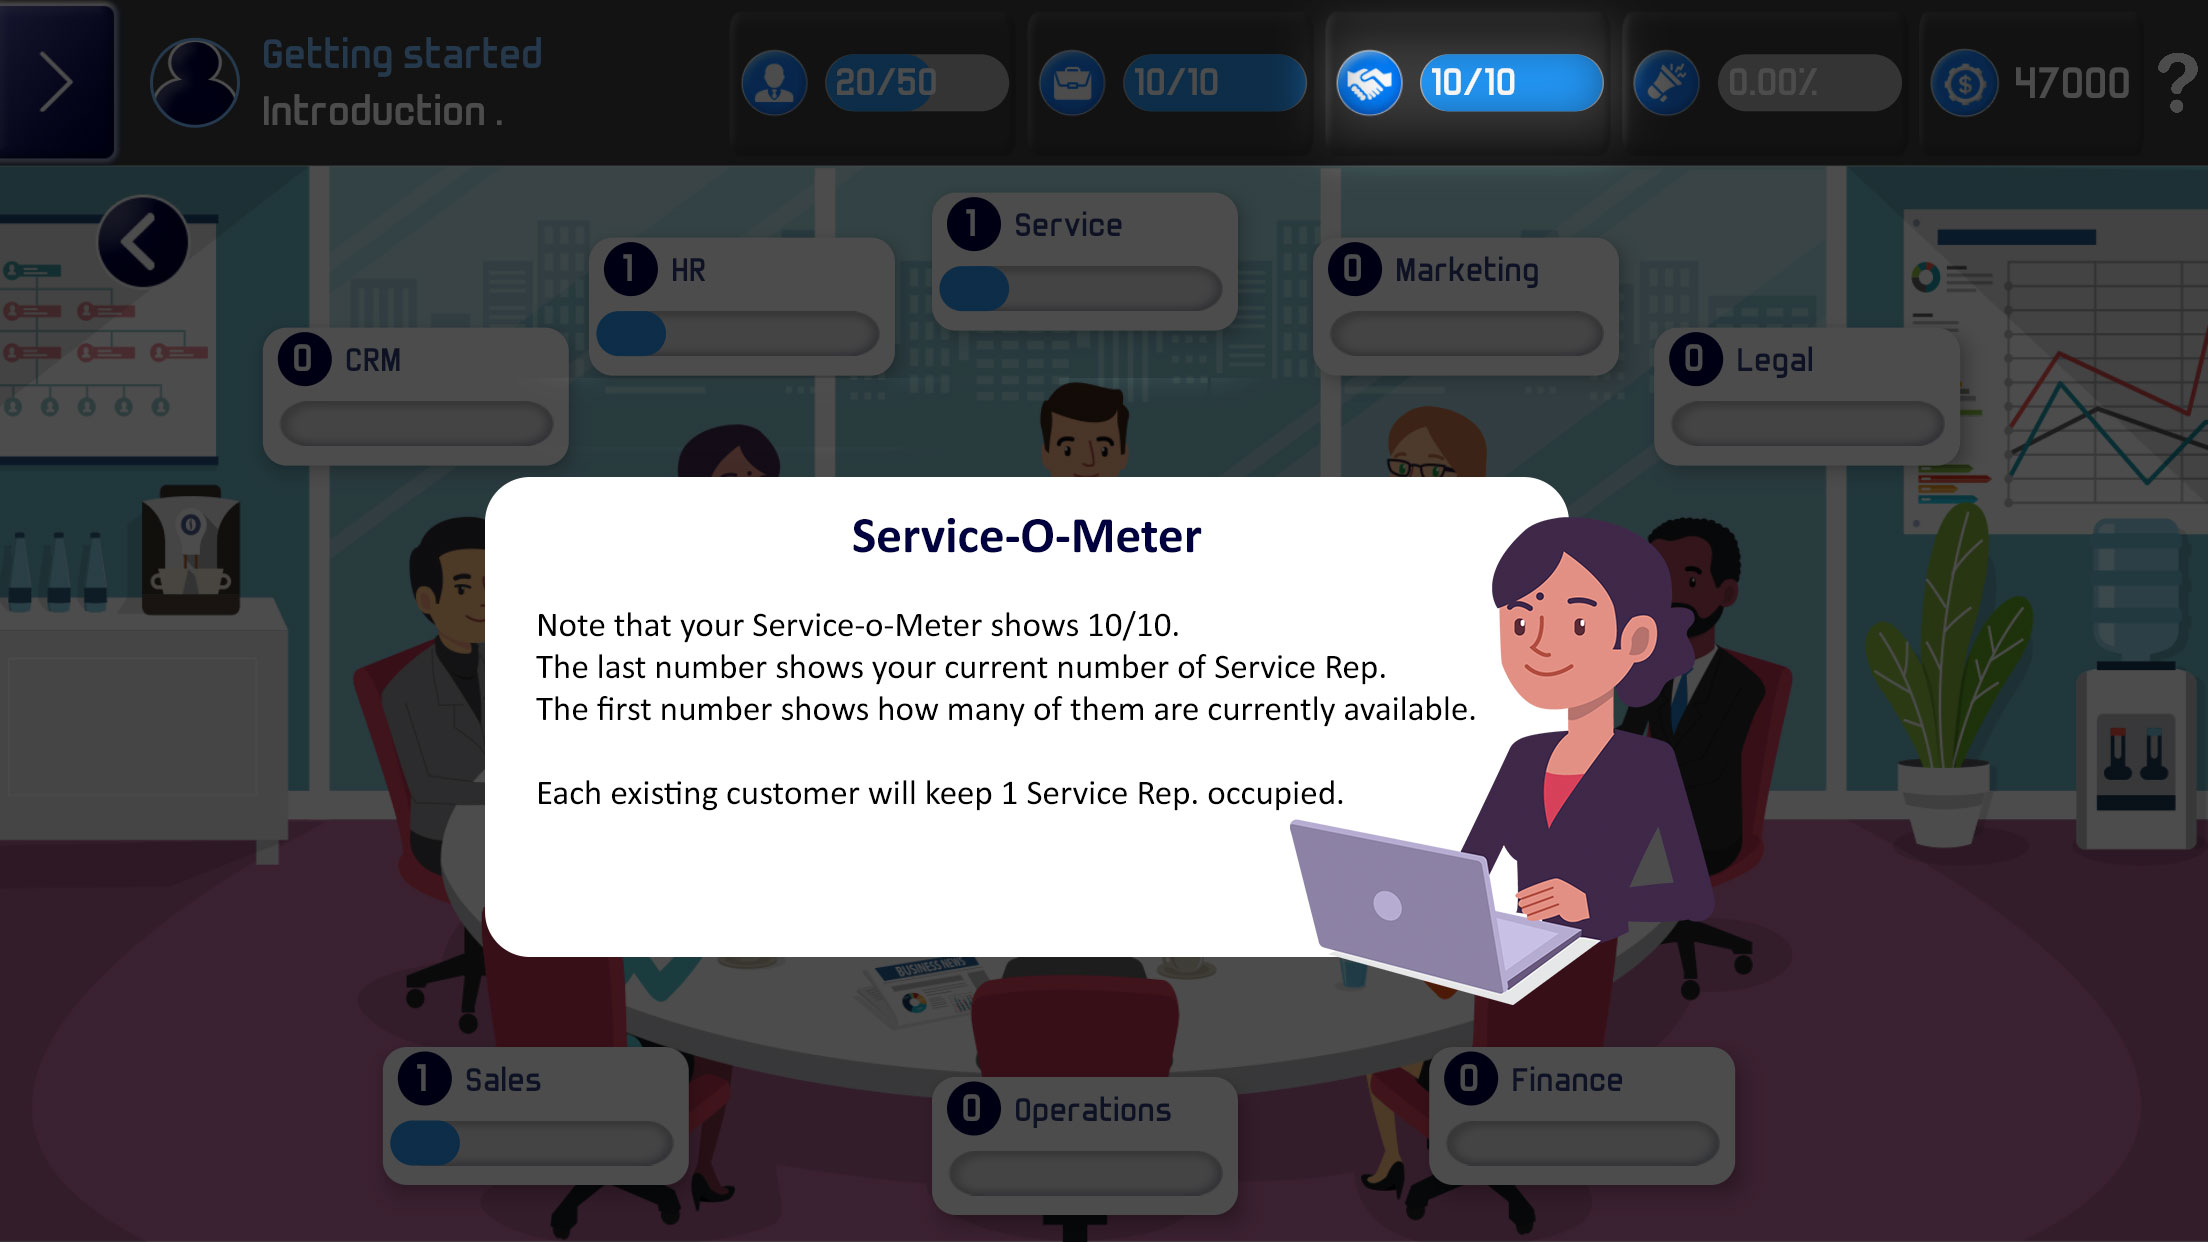 Getting started
Introduction .
20/50
10/10
10/10
0.00%
47000
?
1 Service
1 HR
0 Marketing
0 CRM
0 Legal
Service-O-Meter
Note that your Service-o-Meter shows 10/10.
The last number shows your current number of Service Rep.
The first number shows how many of them are currently available.
Each existing customer will keep 1 Service Rep. occupied.
BUSINESS NEWS
1 Sales
0 Operations
0 Finance